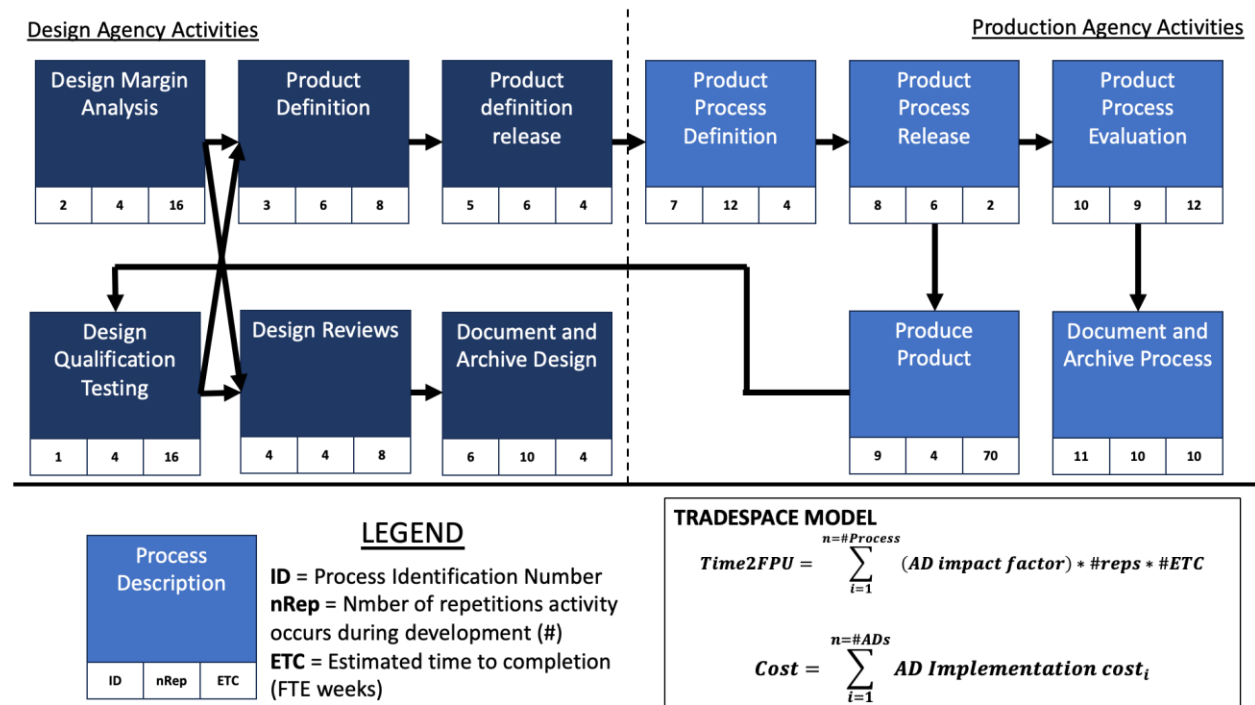 Design Agency Activities
Production Agency Activities
Design Margin
Analysis
2 4 16
Product
Definition
3 6 8
Product
definition
release
5 6 4
Product
Process
Definition
7 12 4
Product
Process
Release
8 6 2
Product
Process
Evaluation
10 9 12
Design
Qualification
Testing
1 4 16
Design Reviews
4 4 8
Document and
Archive Design
6 10 4
Produce
Product
9 4 70
Document and
Archive Process
11 10 10
Process
Description
ID nRep ETC
LEGEND
ID = Process Identification Number
nRep = Nmber of repetitions activity
occurs during development (#)
ETC = Estimated time to completion
(FTE weeks)
TRADESPACE MODEL
n=#Process
Time2FPU = ∑ (AD impact factor) * #reps * #ETC
i=1
n=#ADs
Cost = ∑ AD Implementation cost_i
i=1